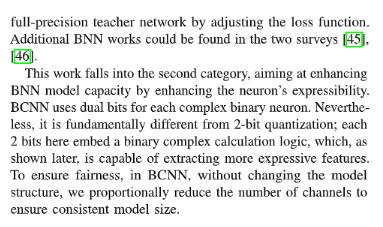 full-precision teacher network by adjusting the loss function.
Additional BNN works could be found in the two surveys [45],
[46].
This work falls into the second category, aiming at enhancing
BNN model capacity by enhancing the neuron's expressibility.
BCNN uses dual bits for each complex binary neuron. Neverthe-
less, it is fundamentally different from 2-bit quantization; each
2 bits here embed a binary complex calculation logic, which, as
shown later, is capable of extracting more expressive features.
To ensure fairness, in BCNN, without changing the model
structure, we proportionally reduce the number of channels to
ensure consistent model size.